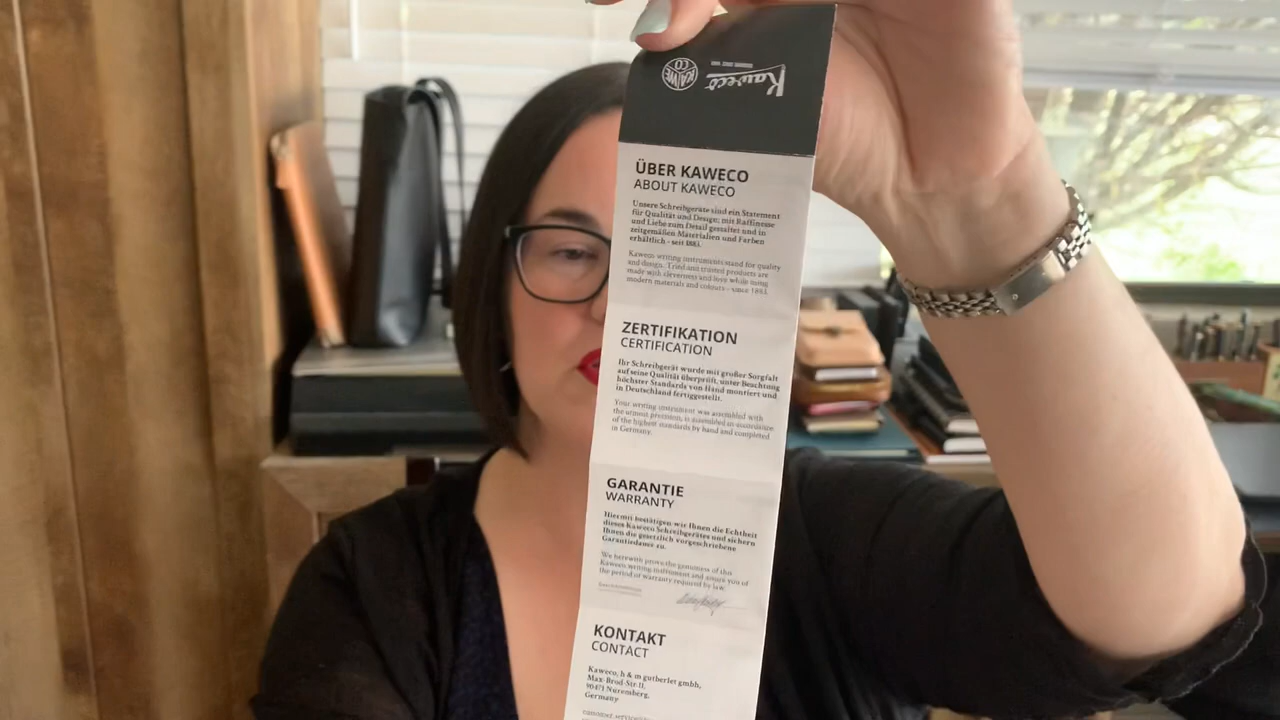 Kaweco
KAWE
CO
ÜBER KAWECO
ABOUT KAWECO
Unsere Schreibgeräte sind ein Statement
für Qualität und Design; mit Raffinesse
und Liebe zum Detail gestaltet und in
zeitgemäßen Materialien und Farben
erhältlich - seit 1883.
Kaweco writing instruments stand for quality
and design. Tried and trusted products are
made with cleverness and love while using
modern materials and colours - since 1883.
ZERTIFIKATION
CERTIFICATION
Ihr Schreibgerät wurde mit großer Sorgfalt
auf seine Qualität überprüft, unter Beachtung
höchster Standards von Hand montiert und
in Deutschland fertiggestellt.
Your writing instrument was assembled with
the utmost precision, is assembled in accordance
of the highest standards by hand and completed
in Germany.
GARANTIE
WARRANTY
Hiermit bestätigen wir Ihnen die Echtheit
dieses Kaweco Schreibgerätes und sichern
Ihnen die gesetzlich vorgeschriebene
Garantiedauer zu.
We herewith prove the genuiness of this
Kaweco writing instrument and assure you of
the period of warranty required by law.
KONTAKT
CONTACT
Kaweco, h & m gutberlet gmbh,
Max-Brod-Str.11,
90471 Nuremberg,
Germany